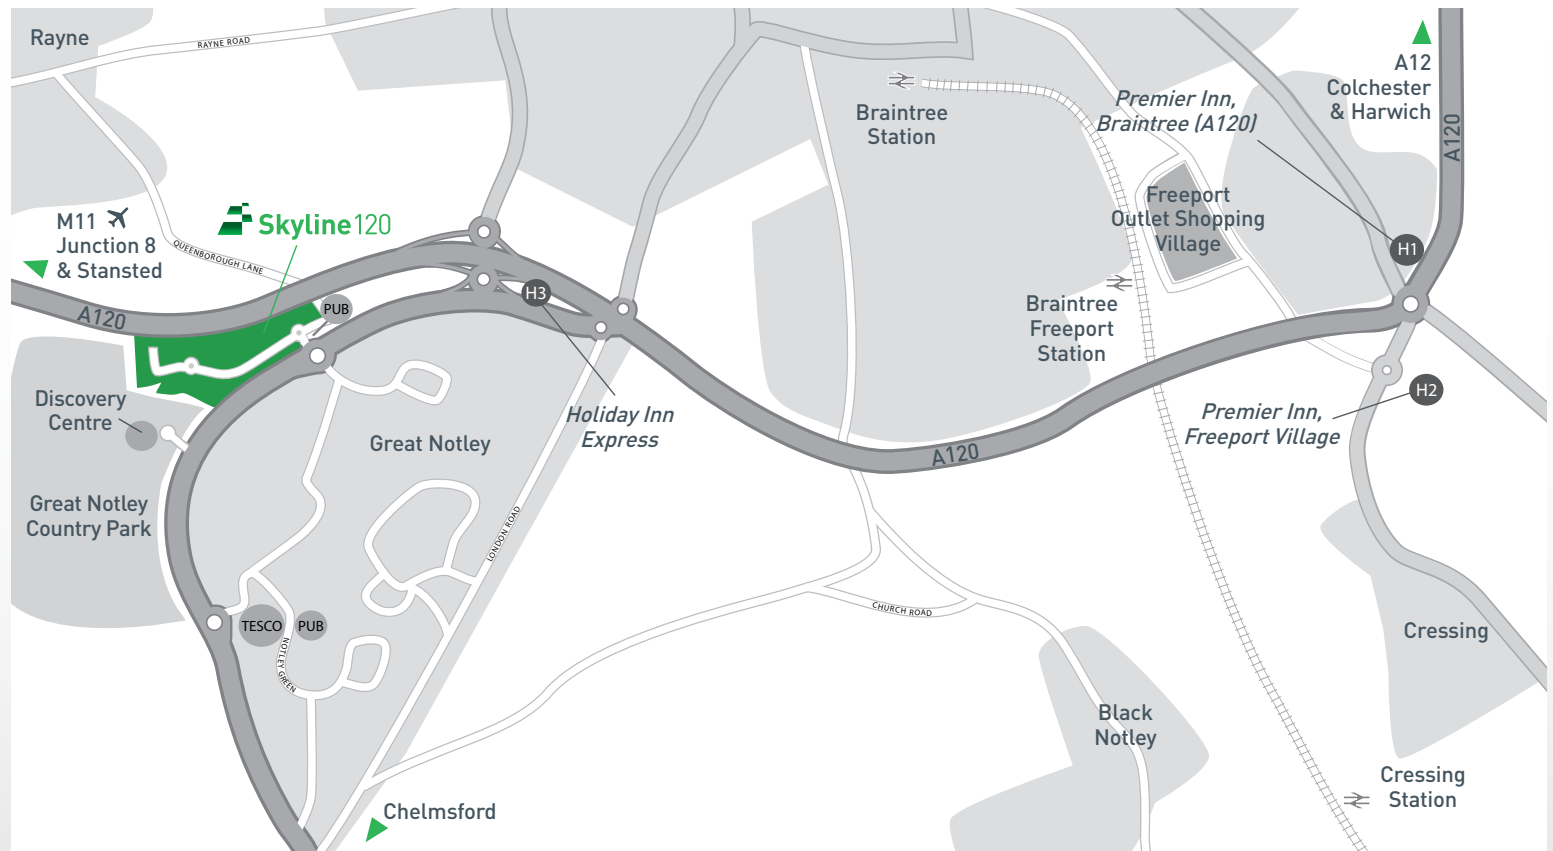 Rayne
RAYNE ROAD
A12
Colchester
& Harwich
A120
Braintree
Station
Premier Inn,
Braintree (A120)
M11
Junction 8
& Stansted
QUEENBOROUGH LANE
Skyline120
Freeport
Outlet Shopping
Village
H1
A120
PUB
H3
Braintree
Freeport
Station
Discovery
Centre
Holiday Inn
Express
Great Notley
H2
Premier Inn,
Freeport Village
A120
Great Notley
Country Park
LONDON ROAD
TESCO
PUB
NOTLEY GREEN
CHURCH ROAD
Cressing
Black
Notley
Cressing
Station
Chelmsford